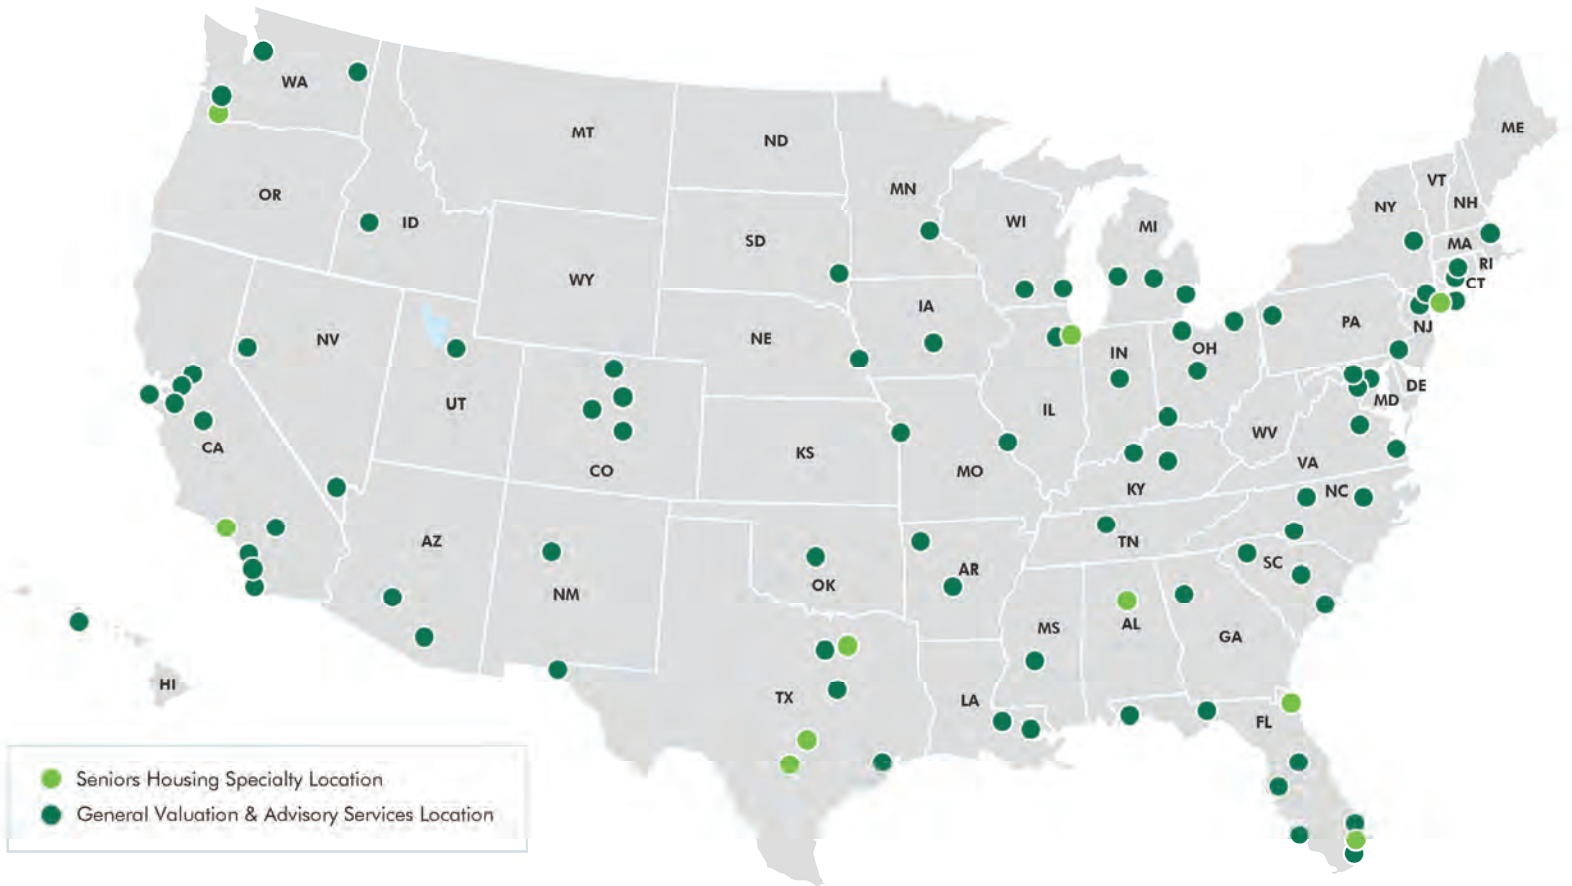 WA
MT
ND
ME
OR
ID
MN
VT
NH
NY
WI
MI
SD
MA
RI
CT
WY
IA
NV
NE
PA
NJ
OH
IN
UT
DE
MD
IL
CA
CO
KS
MO
WV
VA
KY
NC
AZ
TN
NM
OK
AR
SC
MS
AL
GA
HI
TX
LA
FL
Seniors Housing Specialty Location
General Valuation & Advisory Services Location